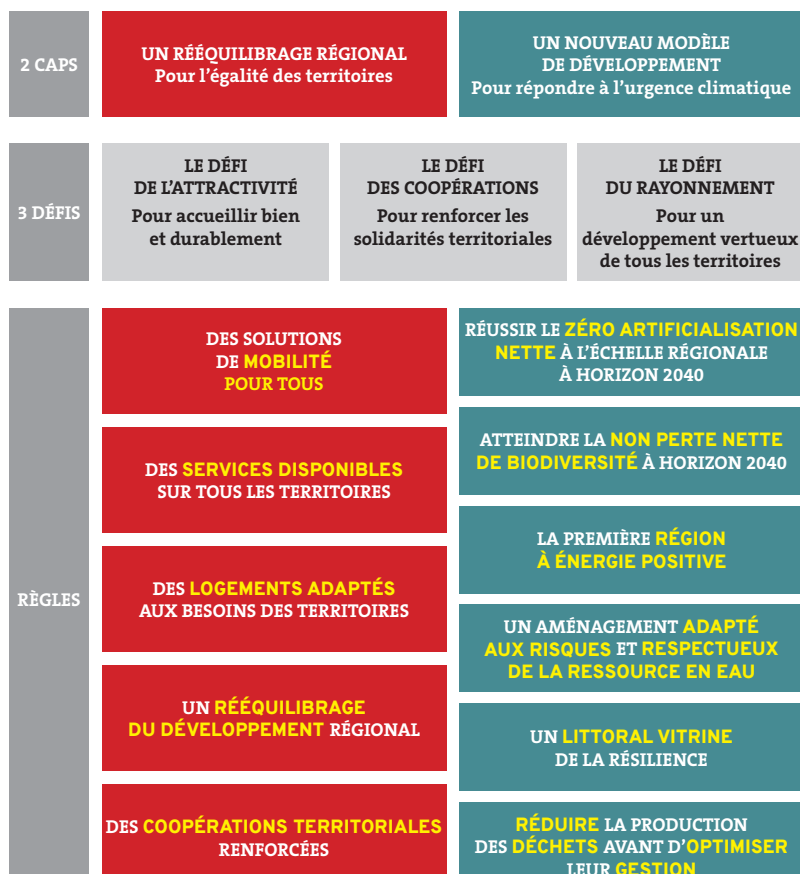 2 CAPS
UN RÉÉQUILIBRAGE RÉGIONAL
Pour l'égalité des territoires
UN NOUVEAU MODÈLE
DE DÉVELOPPEMENT
Pour répondre à l'urgence climatique
3 DÉFIS
LE DÉFI
DE L'ATTRACTIVITÉ
Pour accueillir bien
et durablement
LE DÉFI
DES COOPÉRATIONS
Pour renforcer les
solidarités territoriales
LE DÉFI
DU RAYONNEMENT
Pour un
développement vertueux
de tous les territoires
RÈGLES
DES SOLUTIONS
DE MOBILITÉ
POUR TOUS
DES SERVICES DISPONIBLES
SUR TOUS LES TERRITOIRES
DES LOGEMENTS ADAPTÉS
AUX BESOINS DES TERRITOIRES
UN RÉÉQUILIBRAGE
DU DÉVELOPPEMENT RÉGIONAL
DES COOPÉRATIONS TERRITORIALES
RENFORCÉES
RÉUSSIR LE ZÉRO ARTIFICIALISATION
NETTE À L'ÉCHELLE RÉGIONALE
À HORIZON 2040
ATTEINDRE LA NON PERTE NETTE
DE BIODIVERSITÉ À HORIZON 2040
LA PREMIÈRE RÉGION
À ÉNERGIE POSITIVE
UN AMÉNAGEMENT ADAPTÉ
AUX RISQUES ET RESPECTUEUX
DE LA RESSOURCE EN EAU
UN LITTORAL VITRINE
DE LA RÉSILIENCE
RÉDUIRE LA PRODUCTION
DES DÉCHETS AVANT D'OPTIMISER
LEUR GESTION